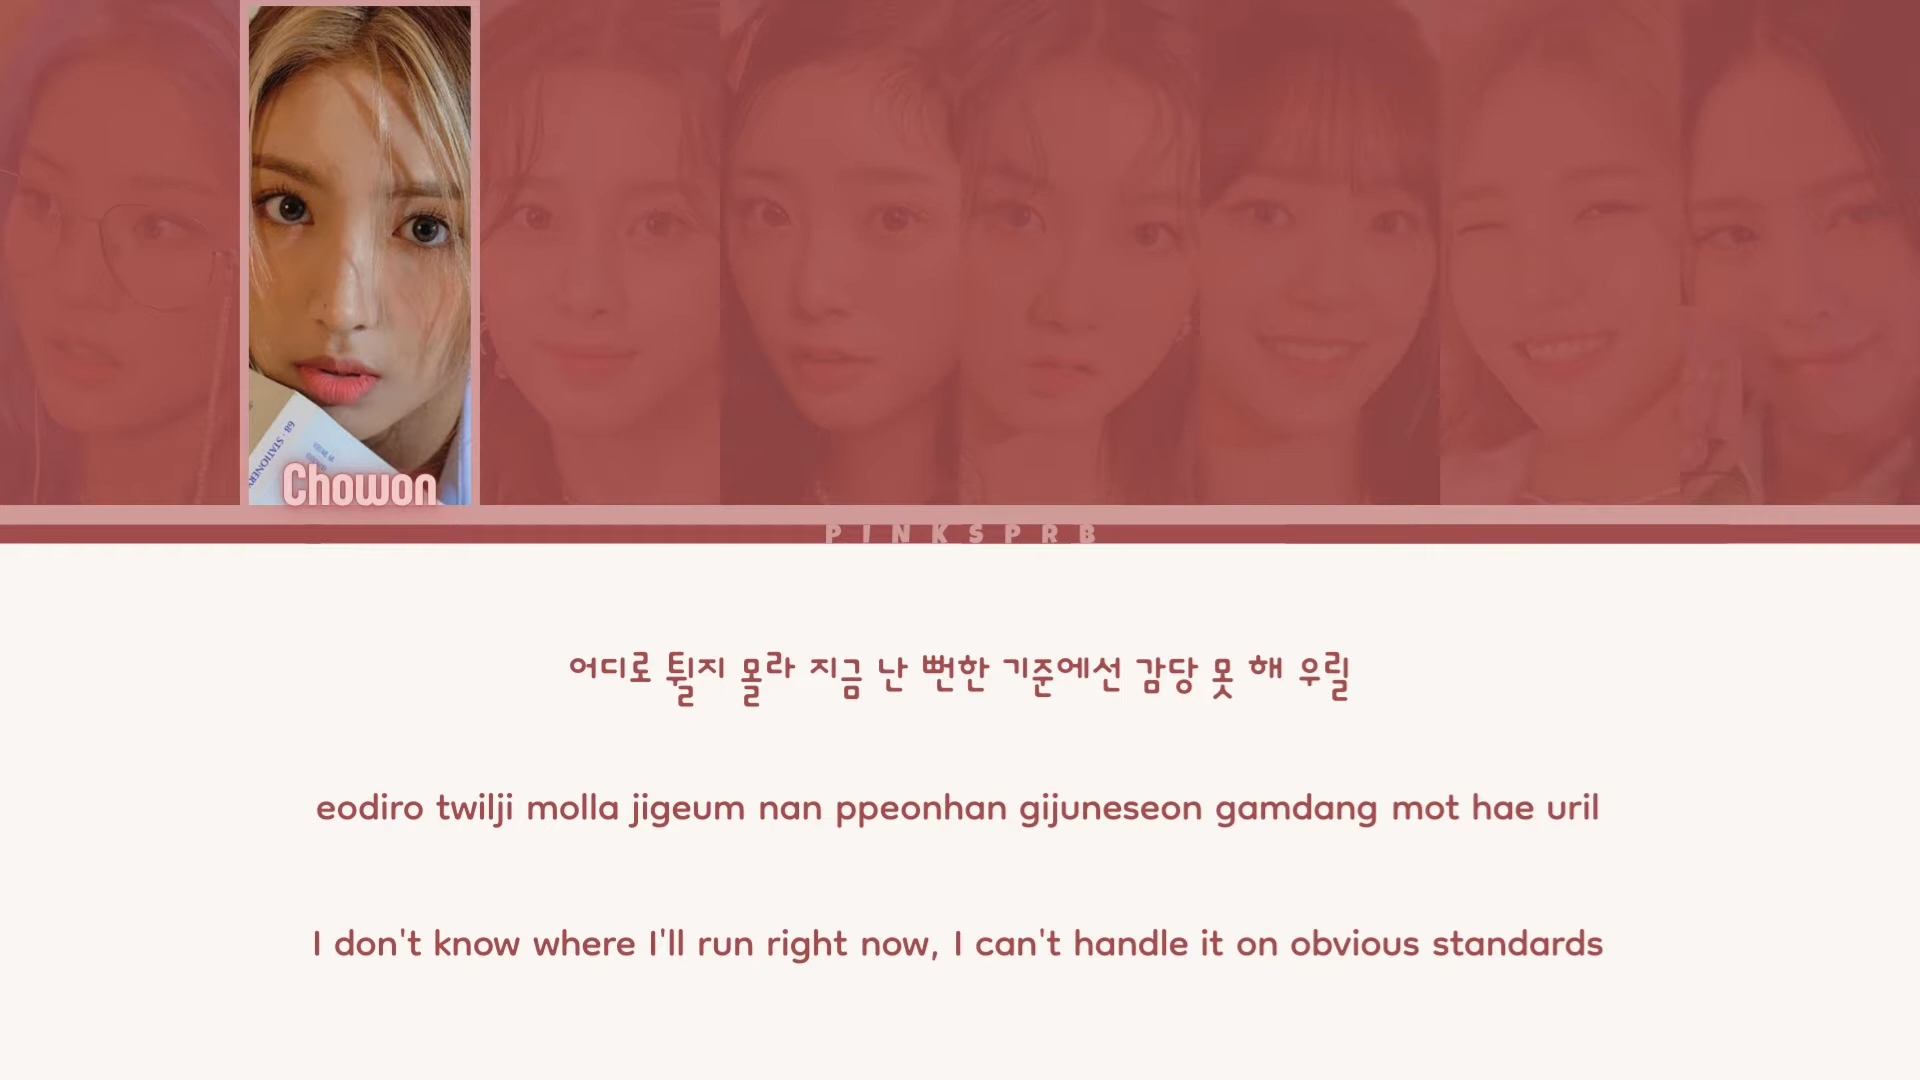 68 · STATIONERY
Chowon
PINKSPRB
어디로 튈지 몰라 지금 난 뻔한 기준에선 감당 못 해 우릴
eodiro twilji molla jigeum nan ppeonhan gijuneseon gamdang mot hae uril
I don't know where I'll run right now, I can't handle it on obvious standards